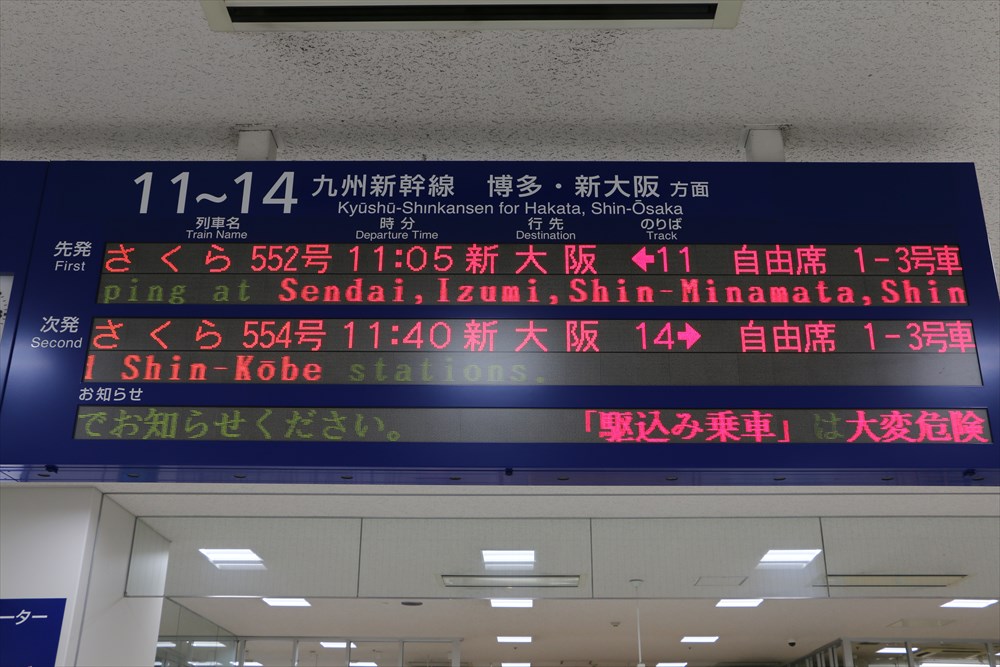 11~14 九州新幹線 博多・新大阪 方面
Kyūshū-Shinkansen for Hakata, Shin-Ōsaka
列車名 時分 行先 のりば
Train Name Departure Time Destination Track
先発 さくら 552号 11:05 新大阪 ←11 自由席 1-3号車
First ping at Sendai,Izumi,Shin-Minamata,Shin
次発 さくら 554号 11:40 新大阪 14→ 自由席 1-3号車
Second l Shin-Kōbe stations.
お知らせ
でお知らせください。 「駆込み乗車」は大変危険
ーター